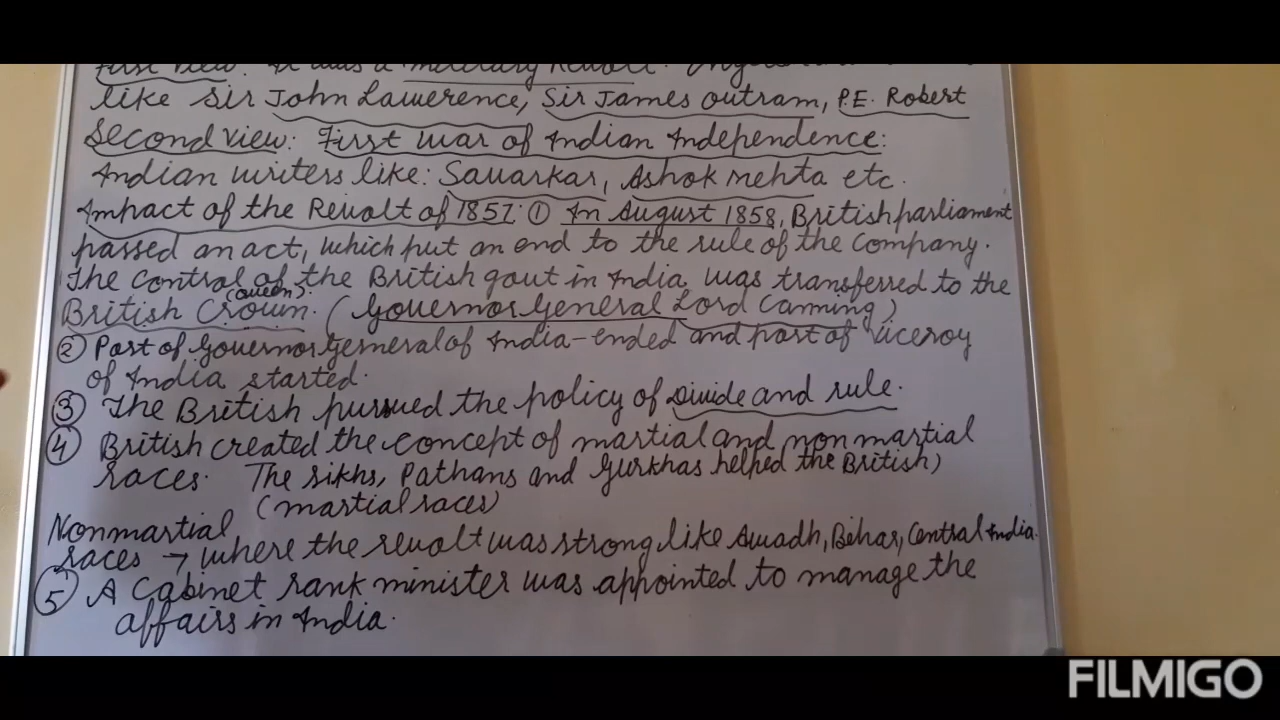 First view: It was a military Revolt.
like Sir John Lawerence, Sir James outram, P.E. Robert
Second view: First war of Indian Independence:
Indian writers like: Savarkar, Ashok mehta etc.
Impact of the Revolt of 1857: ① In August 1858, British parliament
passed an act, which put an end to the rule of the company.
The control of the British govt in India was transferred to the
(Queen)
British Crown. (Governor General Lord Canning)
② Post of Governor General of India-ended and post of Viceroy
of India started.
③ The British pursued the policy of Divide and rule.
④ British created the concept of martial and non martial
races. The Sikhs, Pathans and Gurkhas helped the British)
(martial races)
Nonmartial
races → where the revolt was strong like Awadh, Bihar, Central India.
⑤ A Cabinet rank minister was appointed to manage the
affairs in India.
FILMIGO